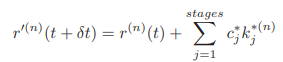 r'^{(n)}(t + δt) = r^{(n)}(t) + \sum_{j=1}^{stages} c_j^* k_j^{*(n)}